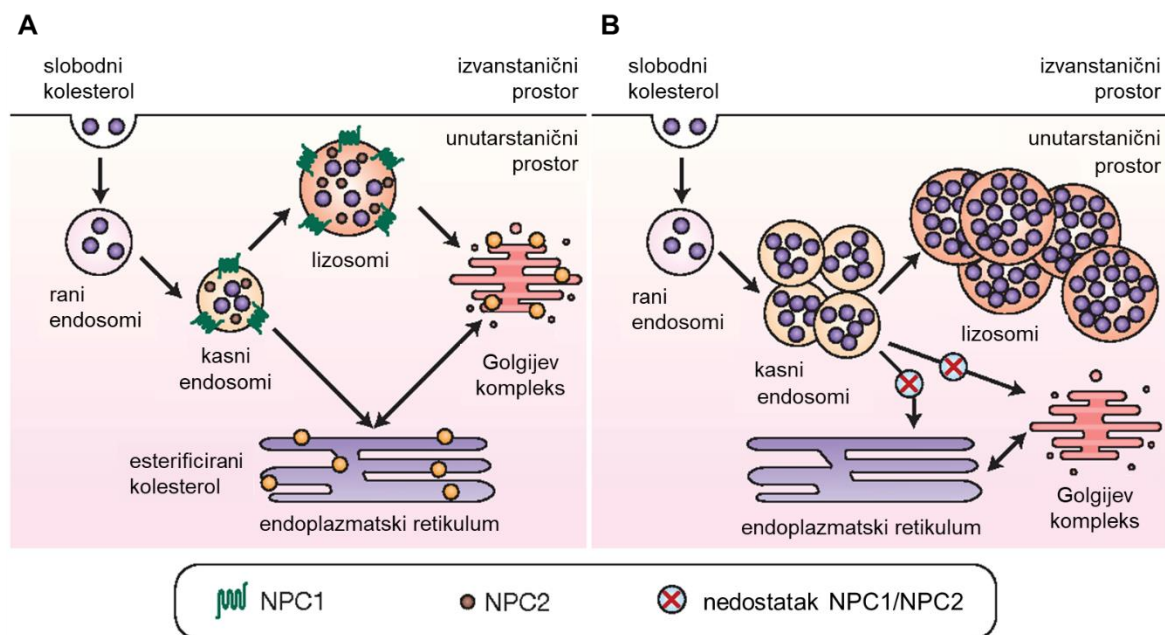 A
slobodni
kolesterol
izvanstanični
prostor
unutarstanični
prostor
rani
endosomi
lizosomi
kasni
endosomi
Golgijev
kompleks
esterificirani
kolesterol
endoplazmatski retikulum
B
slobodni
kolesterol
izvanstanični
prostor
unutarstanični
prostor
rani
endosomi
lizosomi
kasni
endosomi
Golgijev
kompleks
endoplazmatski retikulum
NPC1
NPC2
nedostatak NPC1/NPC2